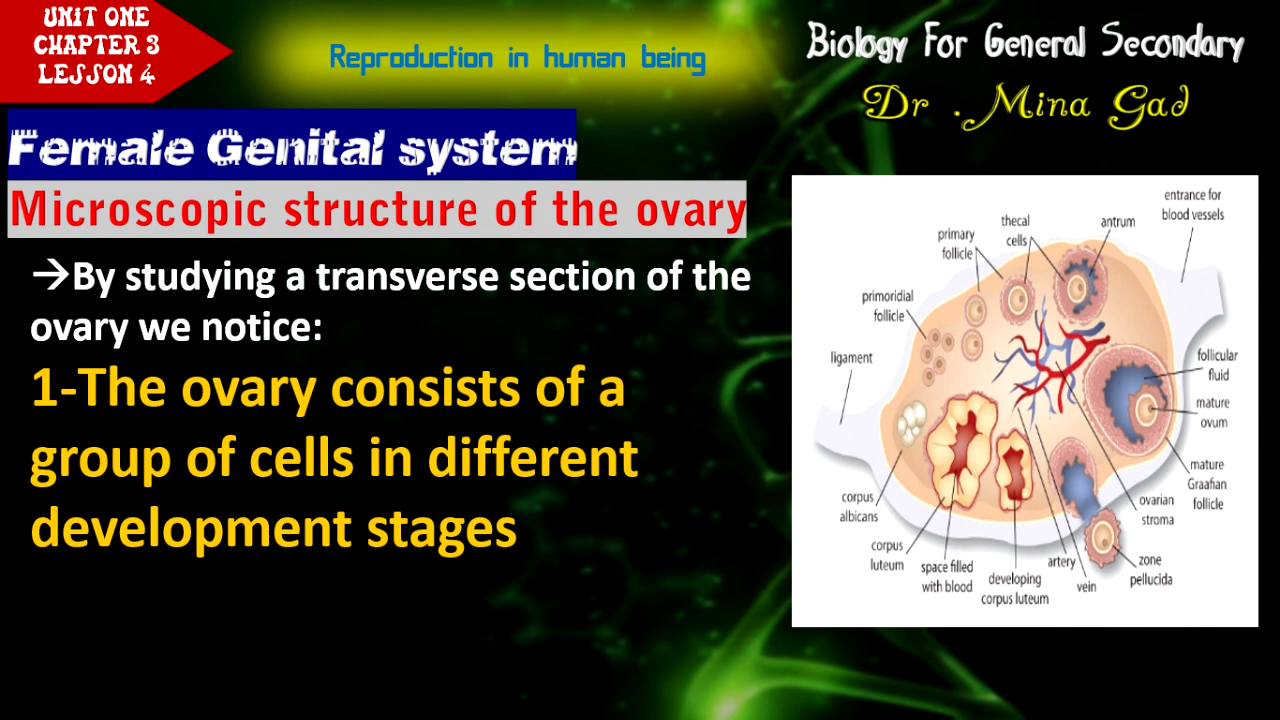 UNIT ONE
CHAPTER 3
LESSON 4
Reproduction in human being
Biology For General Secondary
Dr .Mina Gad
Female Genital system
Microscopic structure of the ovary
→By studying a transverse section of the
ovary we notice:
1-The ovary consists of a
group of cells in different
development stages
entrance for
blood vessels
antrum
thecal
cells
primary
follicle
primoridial
follicle
ligament
follicular
fluid
mature
ovum
mature
Graafian
follicle
ovarian
stroma
zone
pellucida
vein
artery
developing
corpus luteum
space filled
with blood
corpus
luteum
corpus
albicans